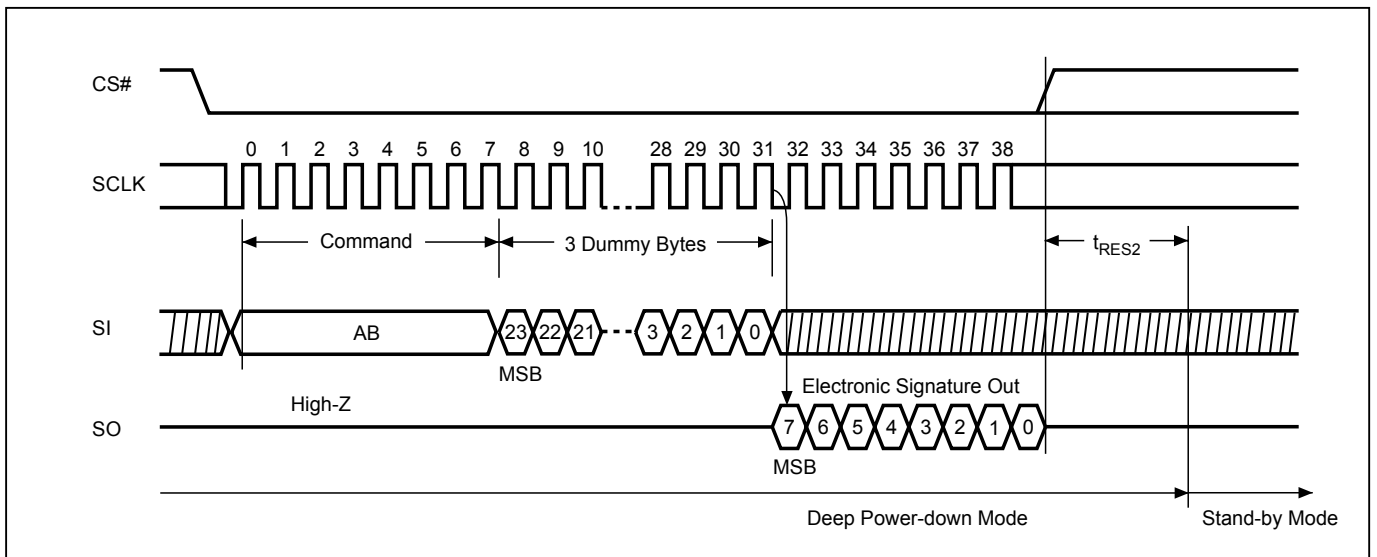 CS#
0 1 2 3 4 5 6 7 8 9 10 28 29 30 31 32 33 34 35 36 37 38
SCLK
Command 3 Dummy Bytes tRES2
SI AB 23 22 21 3 2 1 0
MSB
High-Z Electronic Signature Out
SO 7 6 5 4 3 2 1 0
MSB
Deep Power-down Mode Stand-by Mode